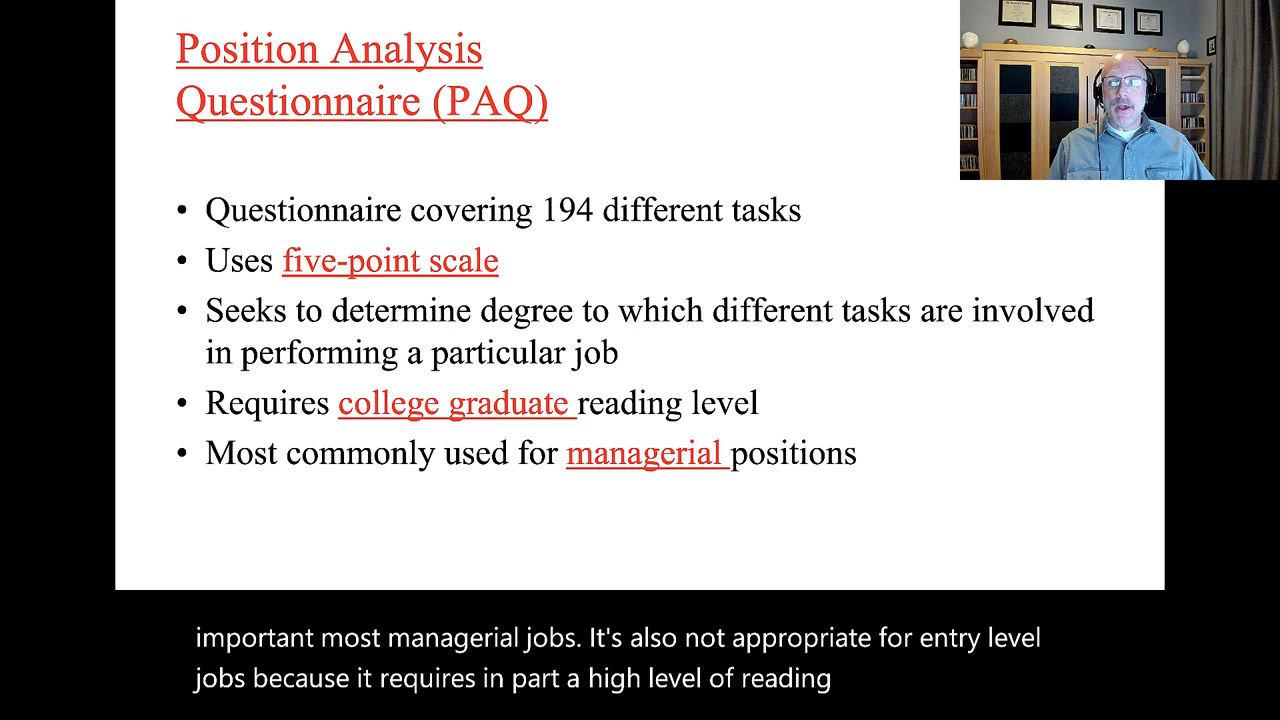 Position Analysis
Questionnaire (PAQ)
• Questionnaire covering 194 different tasks
• Uses five-point scale
• Seeks to determine degree to which different tasks are involved
in performing a particular job
• Requires college graduate reading level
• Most commonly used for managerial positions
important most managerial jobs. It's also not appropriate for entry level
jobs because it requires in part a high level of reading